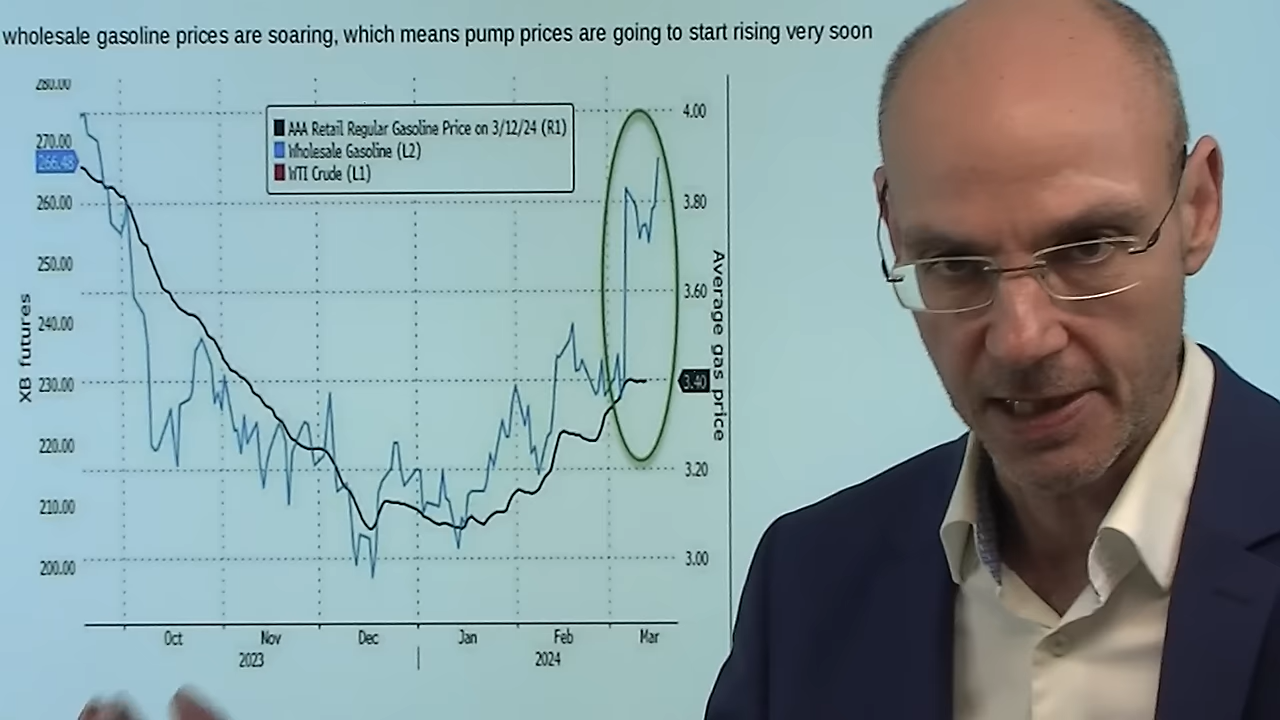 wholesale gasoline prices are soaring, which means pump prices are going to start rising very soon
280.00
270.00
266.48
260.00
250.00
240.00
230.00
220.00
210.00
200.00
XB futures
AAA Retail Regular Gasoline Price on 3/12/24 (R1)
Wholesale Gasoline (L2)
WTI Crude (L1)
4.00
3.80
3.60
3.40
3.20
3.00
Average gas price
Oct
Nov
Dec
Jan
Feb
Mar
2023
2024